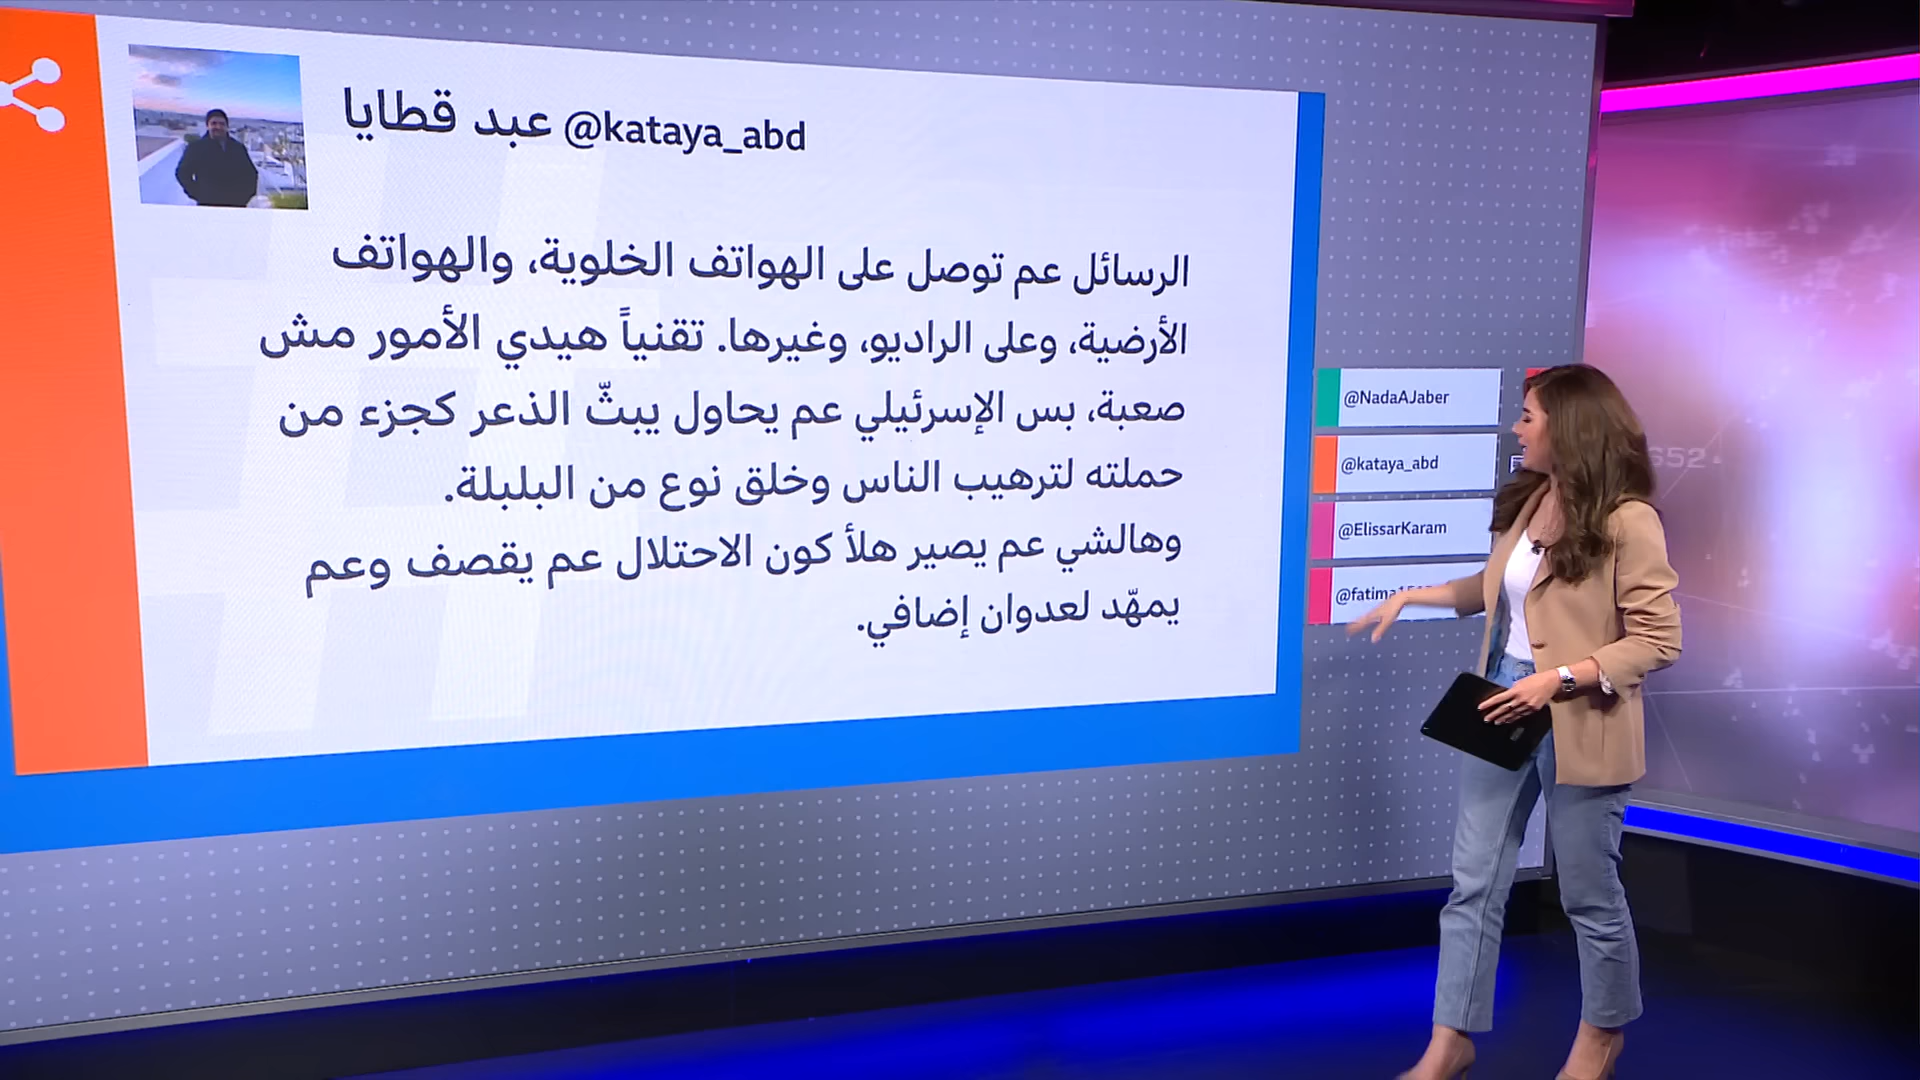 عبد قطايا @kataya_abd
الرسائل عم توصل على الهواتف الخلوية، والهواتف
الأرضية، وعلى الراديو، وغيرها. تقنياً هيدي الأمور مش
صعبة، بس الإسرئيلي عم يحاول يبثّ الذعر كجزء من
حملته لترهيب الناس وخلق نوع من البلبلة.
وهالشي عم يصير هلأ كون الاحتلال عم يقصف وعم
يمهّد لعدوان إضافي.
@NadaAJaber
@kataya_abd
@ElissarKaram
652